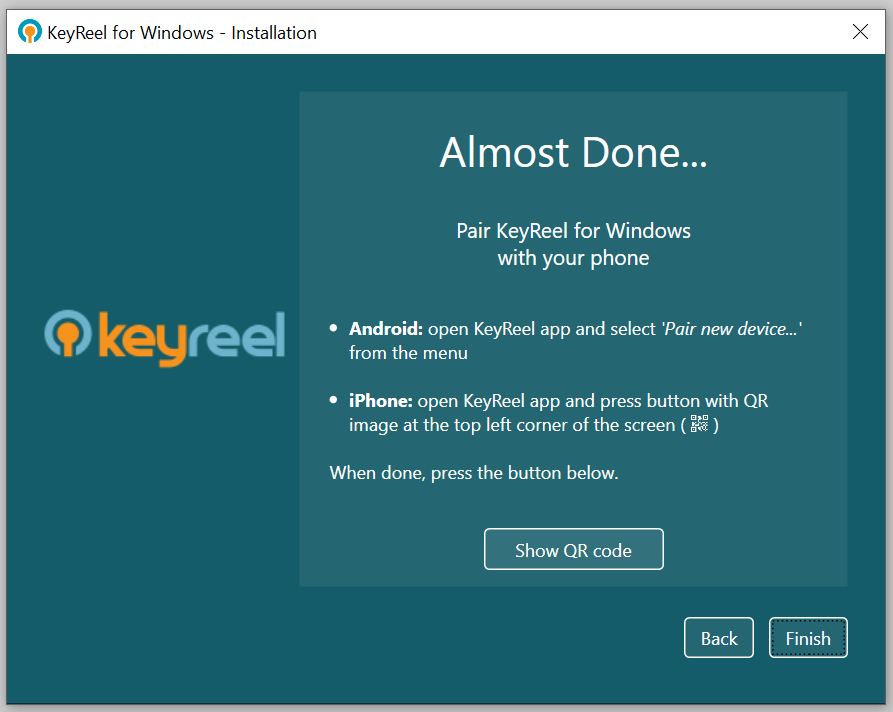 KeyReel for Windows - Installation
Almost Done...
Pair KeyReel for Windows
with your phone
keyreel
• Android: open KeyReel app and select 'Pair new device...'
from the menu
• iPhone: open KeyReel app and press button with QR
image at the top left corner of the screen ( )
When done, press the button below.
Show QR code
Back
Finish